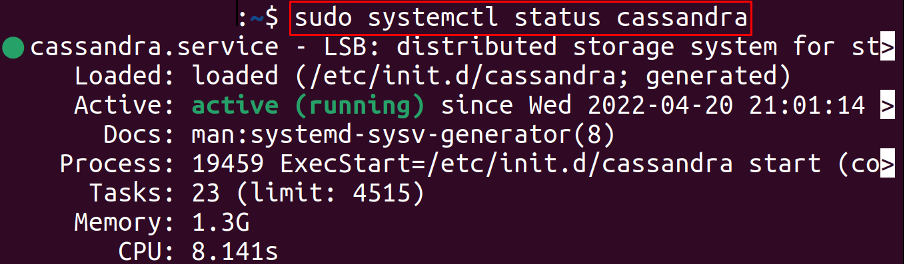 :~$ sudo systemctl status cassandra
● cassandra.service - LSB: distributed storage system for st>
Loaded: loaded (/etc/init.d/cassandra; generated)
Active: active (running) since Wed 2022-04-20 21:01:14 >
Docs: man:systemd-sysv-generator(8)
Process: 19459 ExecStart=/etc/init.d/cassandra start (co>
Tasks: 23 (limit: 4515)
Memory: 1.3G
CPU: 8.141s